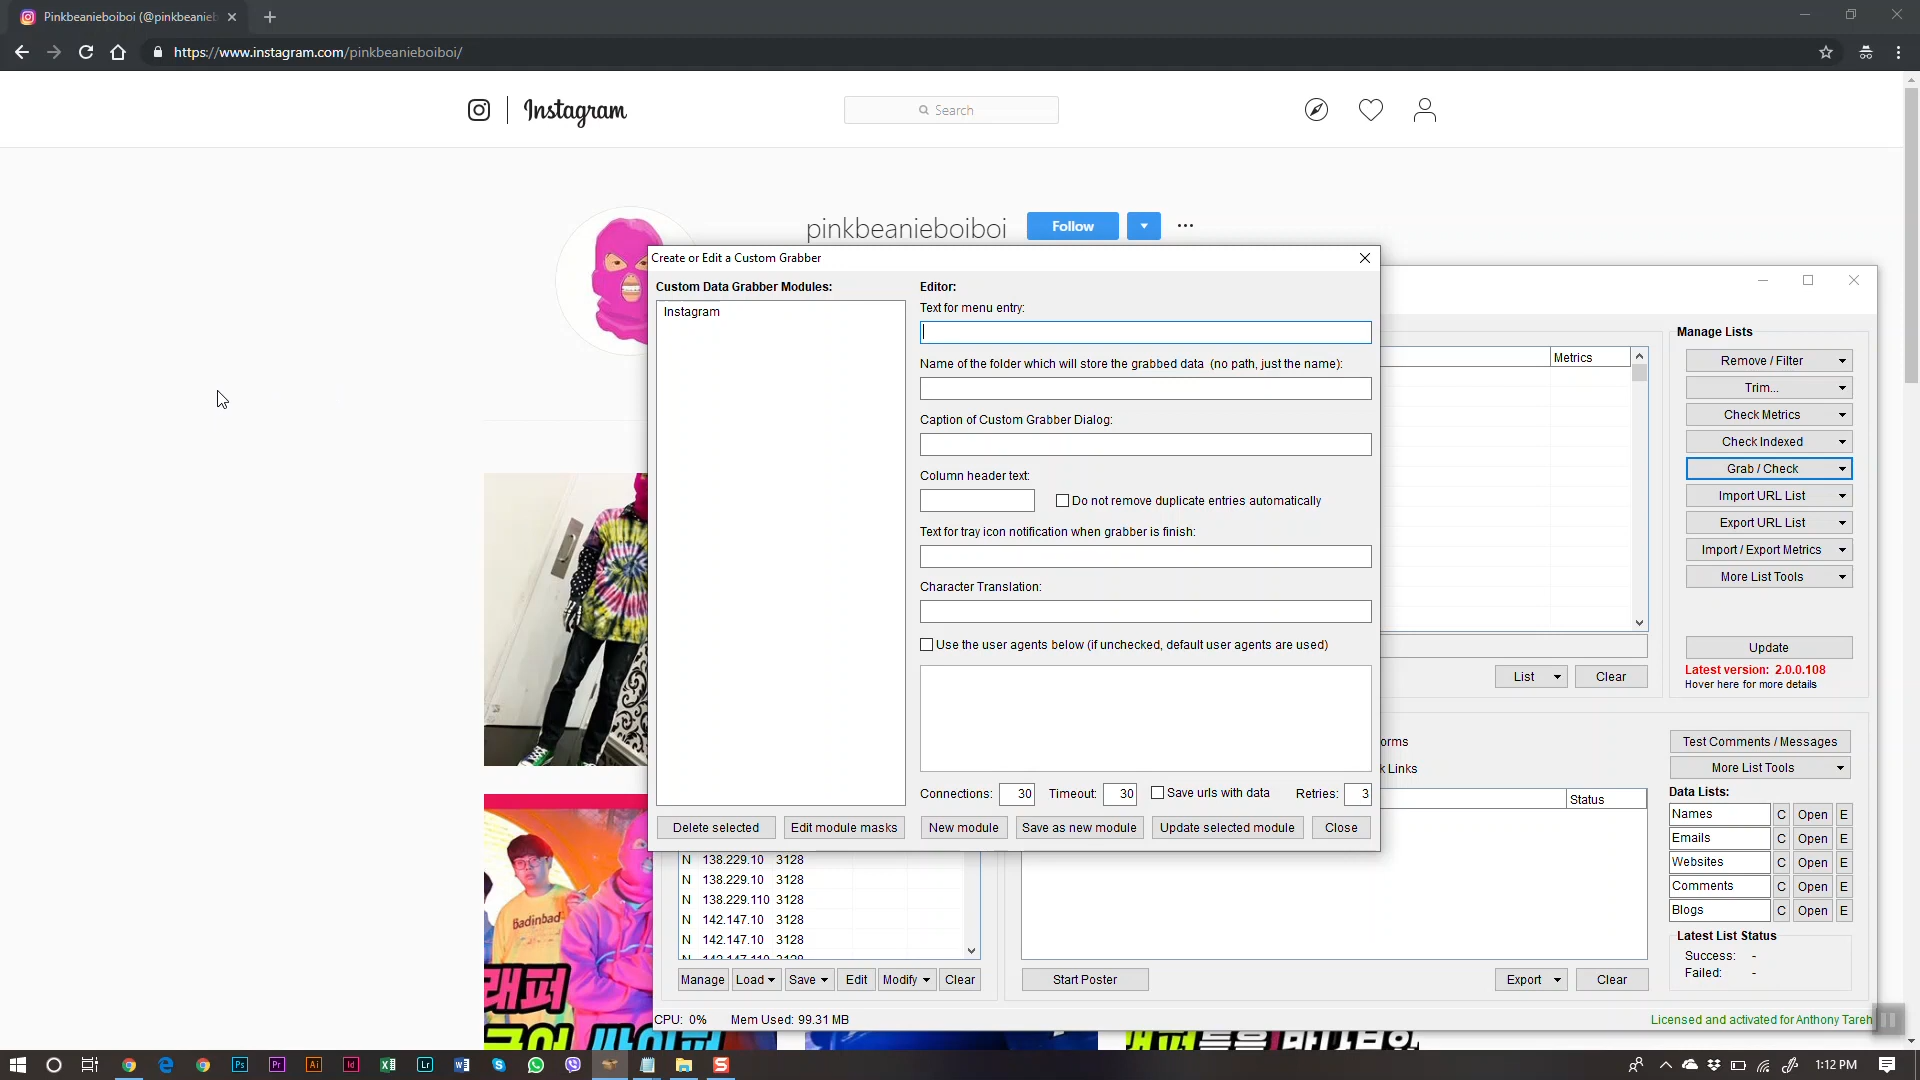 Pinkbeanieboiboi (@pinkbeanieb
https://www.instagram.com/pinkbeanieboiboi/
Instagram
Search
pinkbeanieboiboi
Follow
Create or Edit a Custom Grabber
Custom Data Grabber Modules:
Instagram
Editor:
Text for menu entry:
Name of the folder which will store the grabbed data (no path, just the name):
Caption of Custom Grabber Dialog:
Column header text:
Do not remove duplicate entries automatically
Text for tray icon notification when grabber is finish:
Character Translation:
Use the user agents below (if unchecked, default user agents are used)
Connections: 30 Timeout: 30 Save urls with data Retries: 3
Delete selected Edit module masks New module Save as new module Update selected module Close
Metrics
Manage Lists
Remove / Filter
Trim...
Check Metrics
Check Indexed
Grab / Check
Import URL List
Export URL List
Import / Export Metrics
More List Tools
Update
Latest version: 2.0.0.108
Hover here for more details
List Clear
orms
k Links
Status
Test Comments / Messages
More List Tools
Data Lists:
Names C Open E
Emails C Open E
Websites C Open E
Comments C Open E
Blogs C Open E
Latest List Status
Success: -
Failed: -
N 138.229.10 3128
N 138.229.10 3128
N 138.229.110 3128
N 142.147.10 3128
N 142.147.10 3128
N 142.147.110 3128
Manage Load Save Edit Modify Clear
Start Poster
Export Clear
CPU: 0% Mem Used: 99.31 MB
Licensed and activated for Anthony Tareh
Badinbad
래퍼
Ps Pr Ai Id Lr
1:12 PM